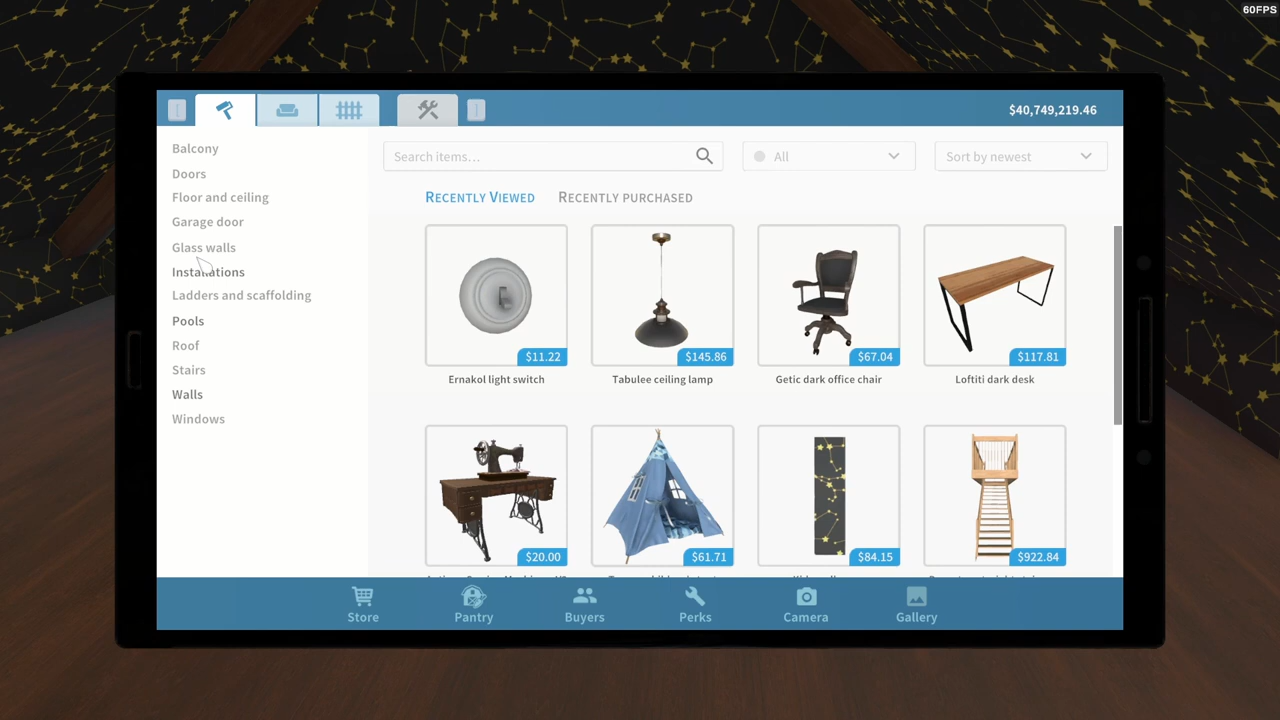 60FPS
$40,749,219.46
Balcony
Doors
Floor and ceiling
Garage door
Glass walls
Installations
Ladders and scaffolding
Pools
Roof
Stairs
Walls
Windows
Search items...
All
Sort by newest
RECENTLY VIEWED
RECENTLY PURCHASED
$11.22
$145.86
$67.04
$117.81
Ernakol light switch
Tabulee ceiling lamp
Getic dark office chair
Loftiti dark desk
$20.00
$61.71
$84.15
$922.84
Store
Pantry
Buyers
Perks
Camera
Gallery